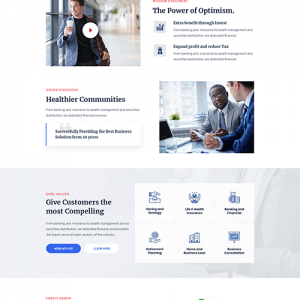 MISSION STATEMENT
The Power of Optimism.
Extra benefit through Invest
From banking and insurance to wealth management and
securities distribution, we dedicated financial
Expand profit and reduce Tax
From banking and insurance to wealth management and
securities distribution, we dedicated financial
VISION STATEMENT
Healthier Communities
From banking and insurance to wealth management and
securities distribution, we dedicated financial services
Successfully Providing the Best Business
Solution from 20 years
CORE VALUES
Give Customers the
most Compelling
From banking and insurance to wealth management and
securities distribution, we dedicated financial services from
the teams serve all major sectors of the industry
WORK WITH US
LEARN MORE
Saving and
Strategy
Life & Health
Insurance
Banking and
Financial
Retirement
Planning
Home and
Business Loan
Business
Consultation